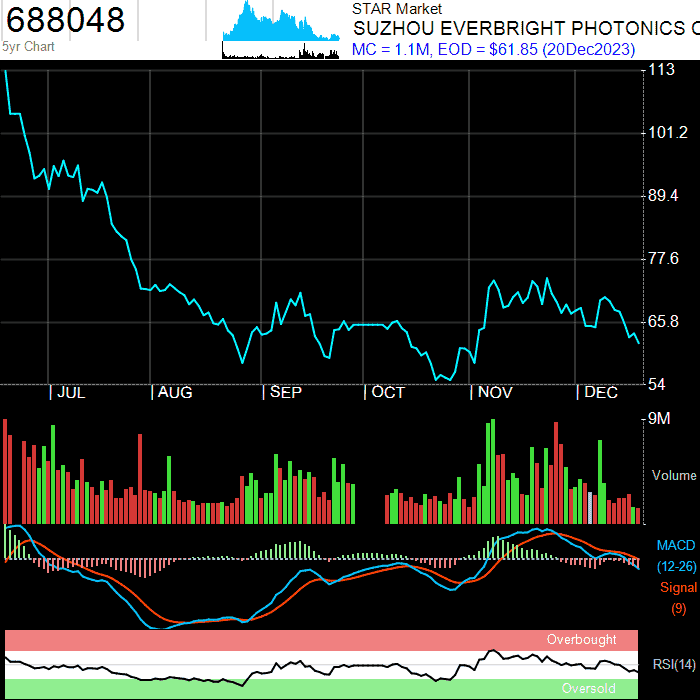 688048
5yr Chart
STAR Market
SUZHOU EVERBRIGHT PHOTONICS C
MC = 1.1M, EOD = $61.85 (20Dec2023)
113
101.2
89.4
77.6
65.8
54
| JUL | AUG | SEP | OCT | NOV | DEC
9M
Volume
MACD
(12-26)
Signal
(9)
Overbought
RSI(14)
Oversold